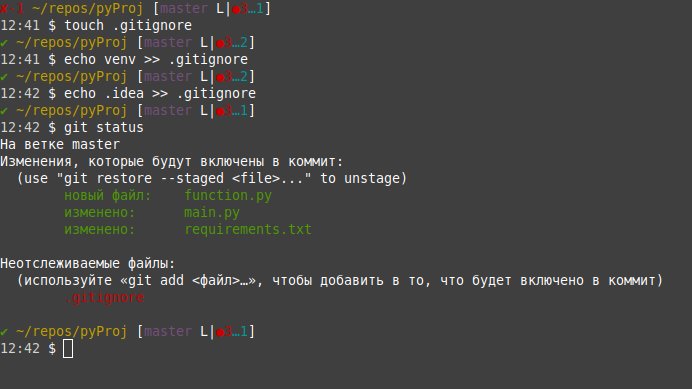 ✘-1 ~/repos/pyProj [master L|●3…1]
12:41 $ touch .gitignore
✔ ~/repos/pyProj [master L|●3…2]
12:41 $ echo venv >> .gitignore
✔ ~/repos/pyProj [master L|●3…2]
12:42 $ echo .idea >> .gitignore
✔ ~/repos/pyProj [master L|●3…1]
12:42 $ git status
На ветке master
Изменения, которые будут включены в коммит:
  (use "git restore --staged <file>..." to unstage)
        новый файл:    function.py
        изменено:      main.py
        изменено:      requirements.txt

Неотслеживаемые файлы:
  (используйте «git add <файл>…», чтобы добавить в то, что будет включено в коммит)
        .gitignore

✔ ~/repos/pyProj [master L|●3…1]
12:42 $